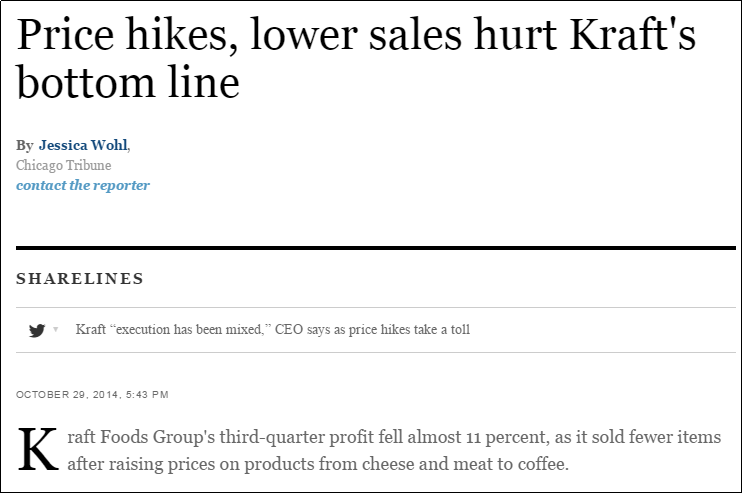 Price hikes, lower sales hurt Kraft's
bottom line
By Jessica Wohl,
Chicago Tribune
contact the reporter
SHARELINES
Kraft “execution has been mixed,” CEO says as price hikes take a toll
OCTOBER 29, 2014, 5:43 PM
Kraft Foods Group's third-quarter profit fell almost 11 percent, as it sold fewer items
after raising prices on products from cheese and meat to coffee.